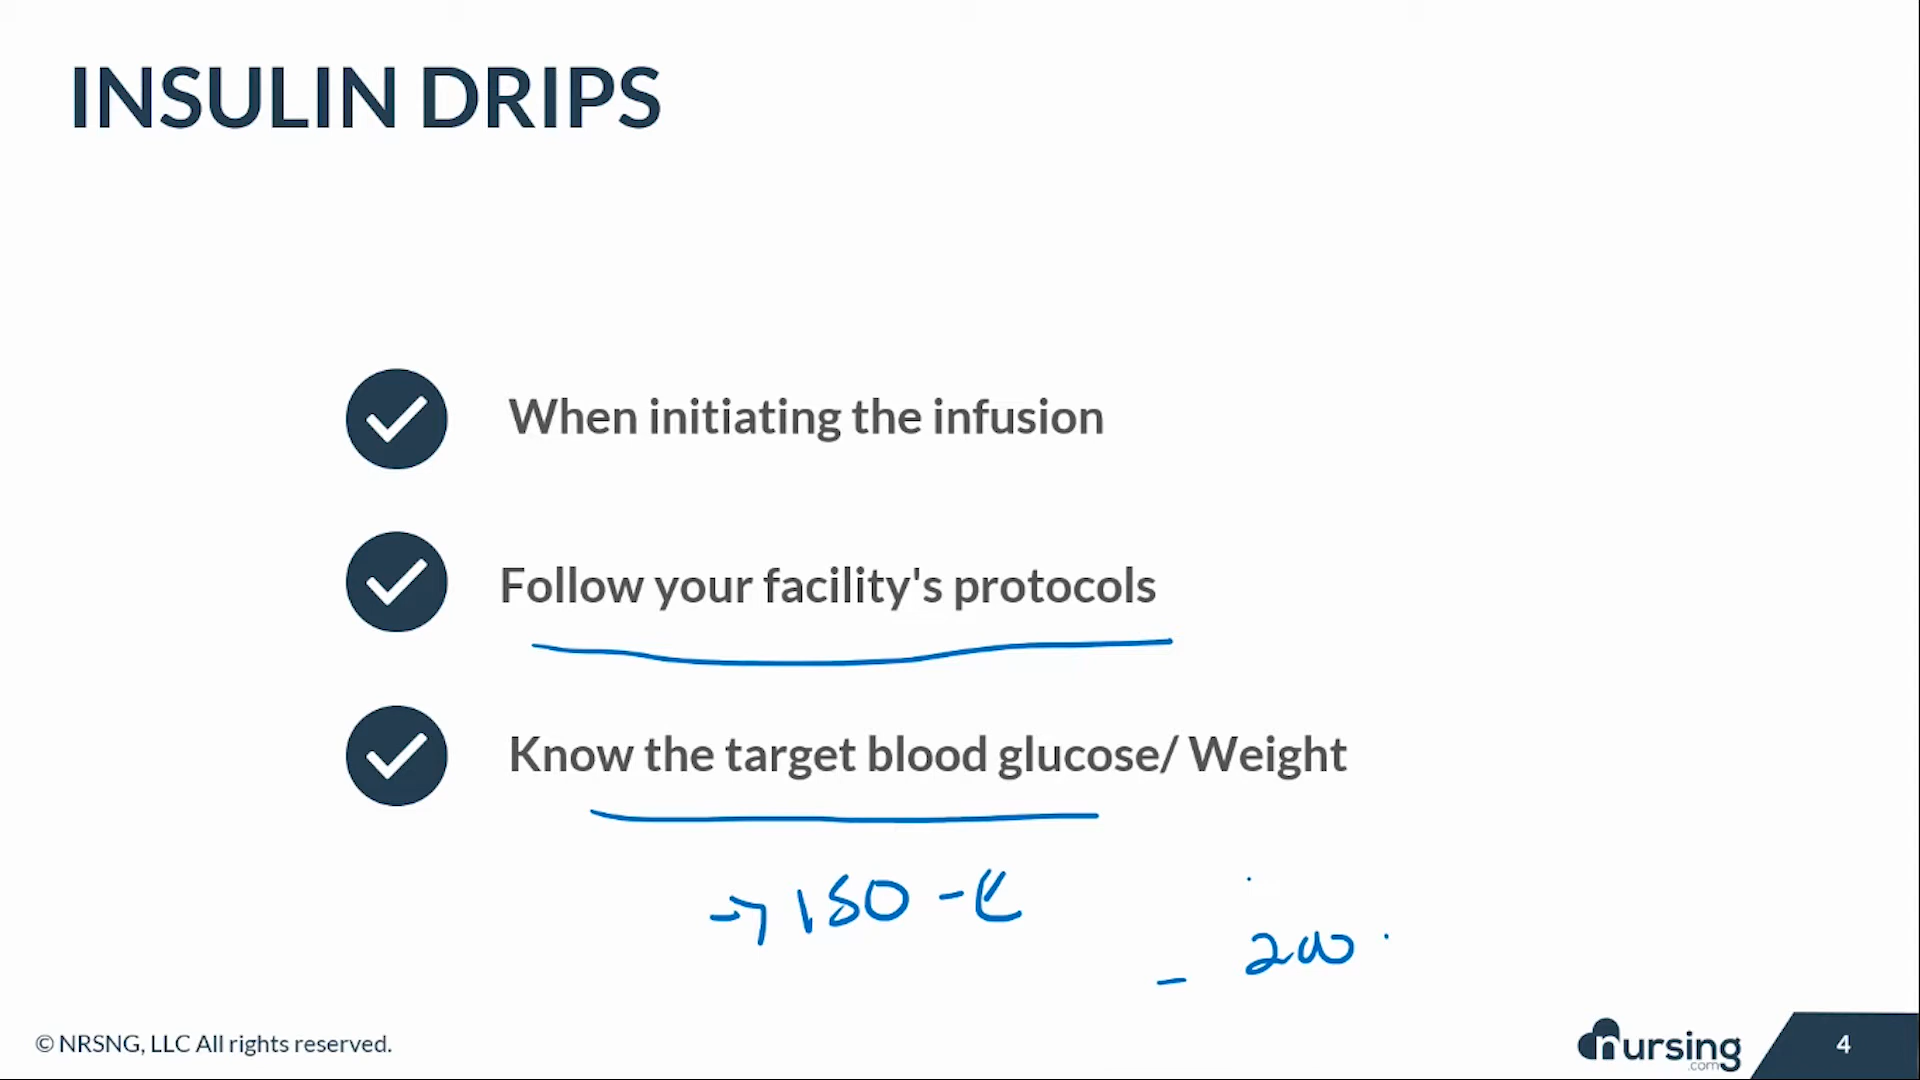 INSULIN DRIPS
When initiating the infusion
Follow your facility's protocols
Know the target blood glucose/ Weight
- 200
© NRSNG, LLC All rights reserved.
nursing
.com
4